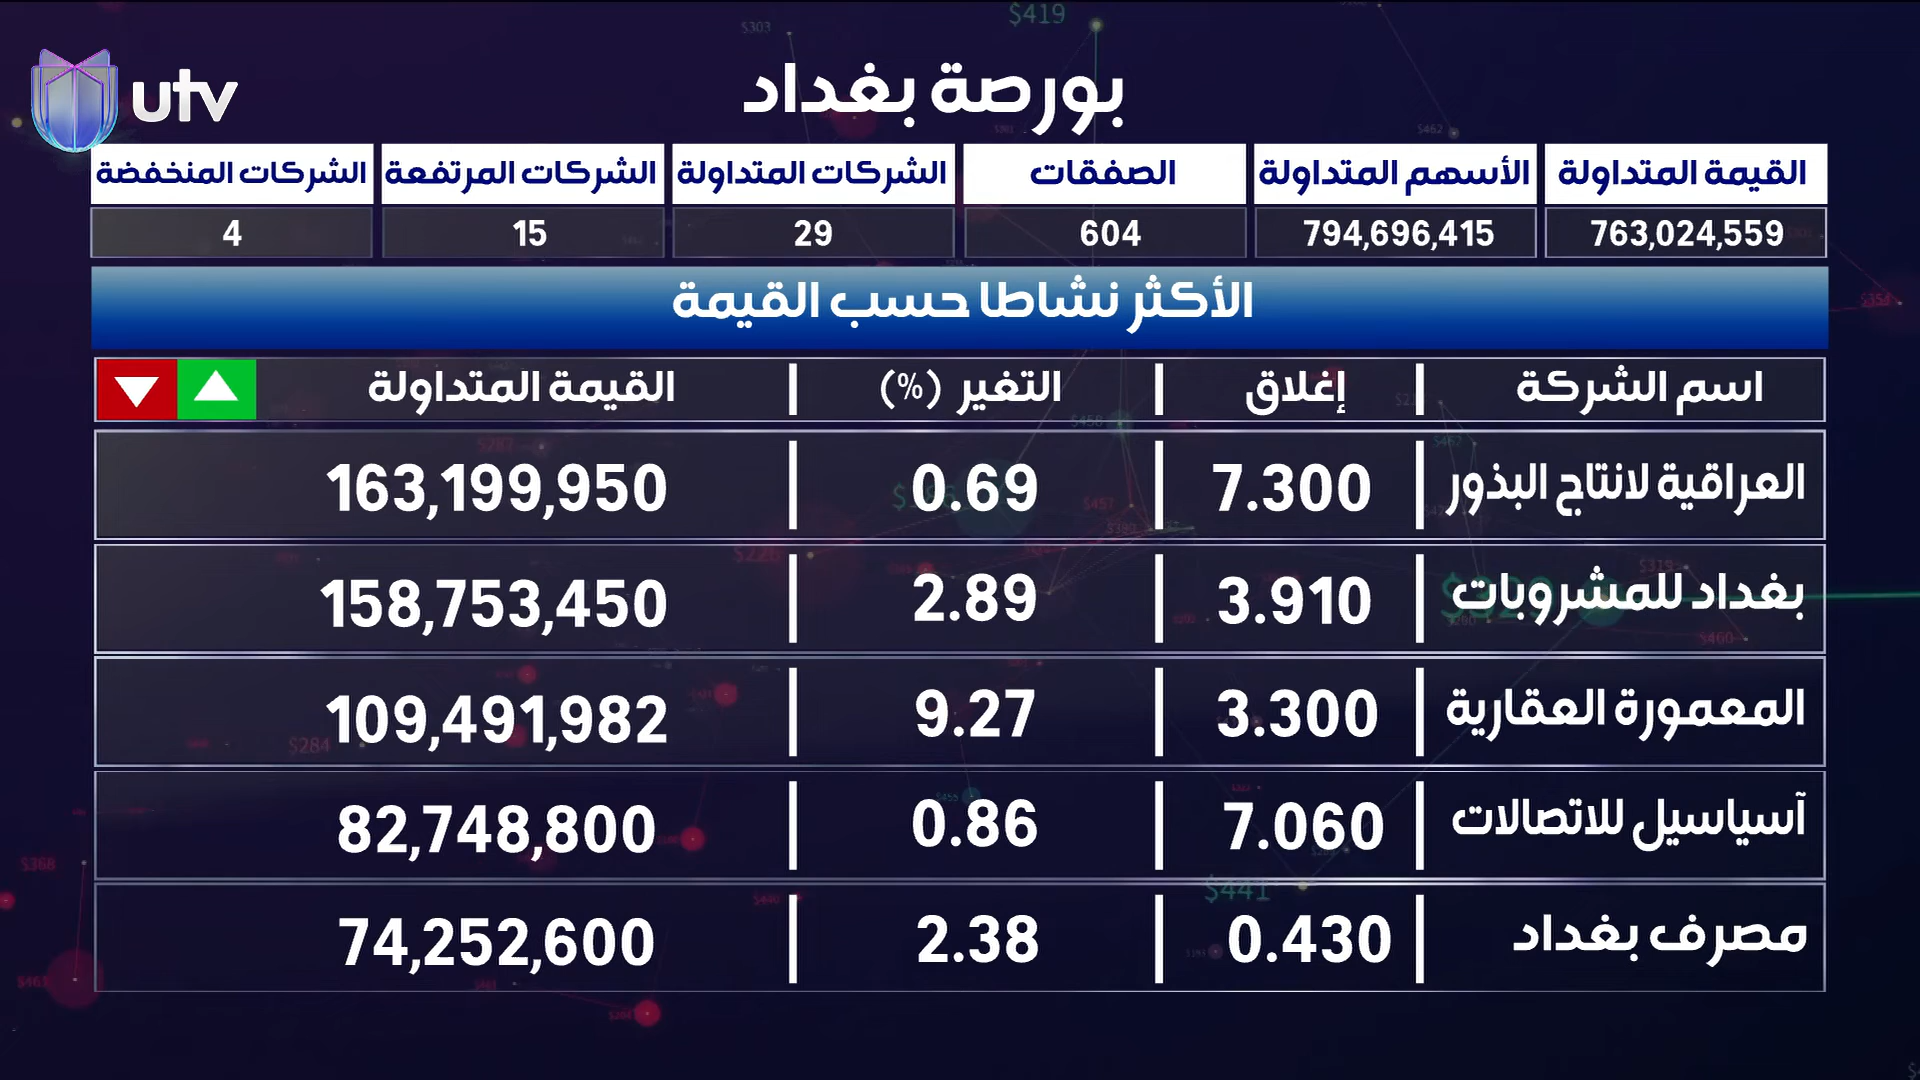 utv
بورصة بغداد
القيمة المتداولة الأسهم المتداولة الصفقات الشركات المتداولة الشركات المرتفعة الشركات المنخفضة
763,024,559 794,696,415 604 29 15 4
الأكثر نشاطا حسب القيمة
اسم الشركة إغلاق التغير (%) القيمة المتداولة
العراقية لانتاج البذور 7.300 0.69 163,199,950
بغداد للمشروبات 3.910 2.89 158,753,450
المعمورة العقارية 3.300 9.27 109,491,982
آسياسيل للاتصالات 7.060 0.86 82,748,800
مصرف بغداد 0.430 2.38 74,252,600